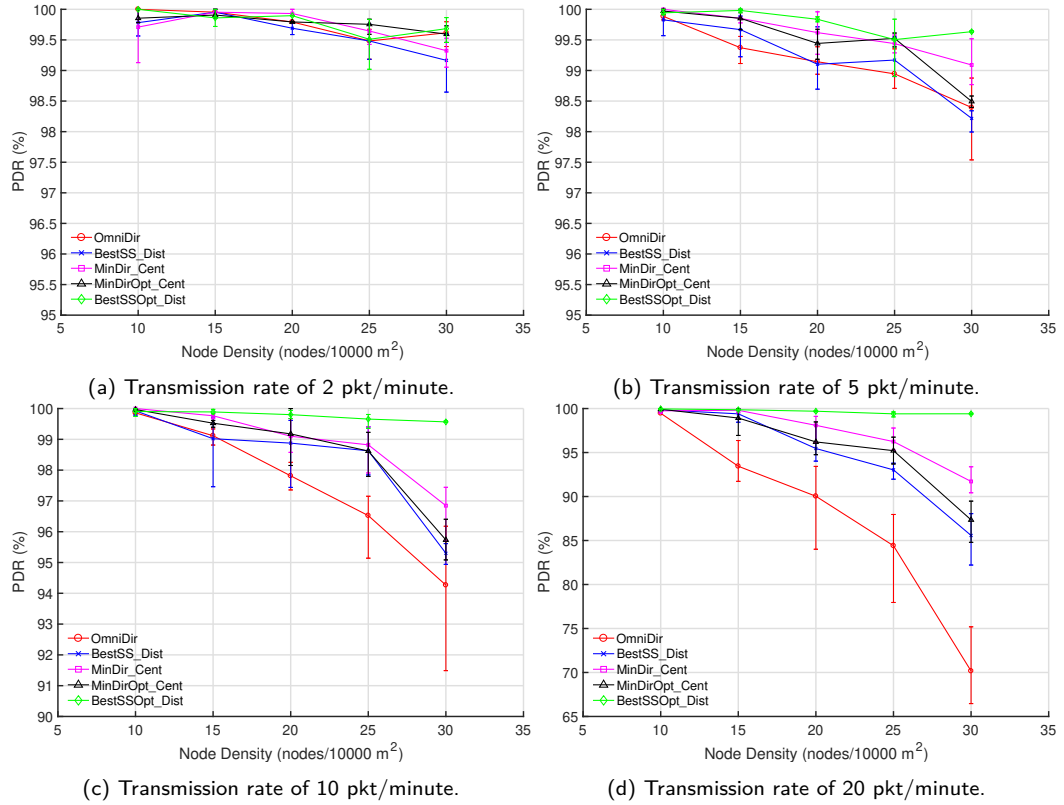 100
99.5
99
98.5
98
97.5
97
96.5
96
95.5
95
PDR (%)
OmniDir
BestSS_Dist
MinDir_Cent
MinDirOpt_Cent
BestSSOpt_Dist
5 10 15 20 25 30 35
Node Density (nodes/10000 m²)
(a) Transmission rate of 2 pkt/minute.
100
99.5
99
98.5
98
97.5
97
96.5
96
95.5
95
PDR (%)
OmniDir
BestSS_Dist
MinDir_Cent
MinDirOpt_Cent
BestSSOpt_Dist
5 10 15 20 25 30 35
Node Density (nodes/10000 m²)
(b) Transmission rate of 5 pkt/minute.
100
99
98
97
96
95
94
93
92
91
90
PDR (%)
OmniDir
BestSS_Dist
MinDir_Cent
MinDirOpt_Cent
BestSSOpt_Dist
5 10 15 20 25 30 35
Node Density (nodes/10000 m²)
(c) Transmission rate of 10 pkt/minute.
100
95
90
85
80
75
70
65
PDR (%)
OmniDir
BestSS_Dist
MinDir_Cent
MinDirOpt_Cent
BestSSOpt_Dist
5 10 15 20 25 30 35
Node Density (nodes/10000 m²)
(d) Transmission rate of 20 pkt/minute.